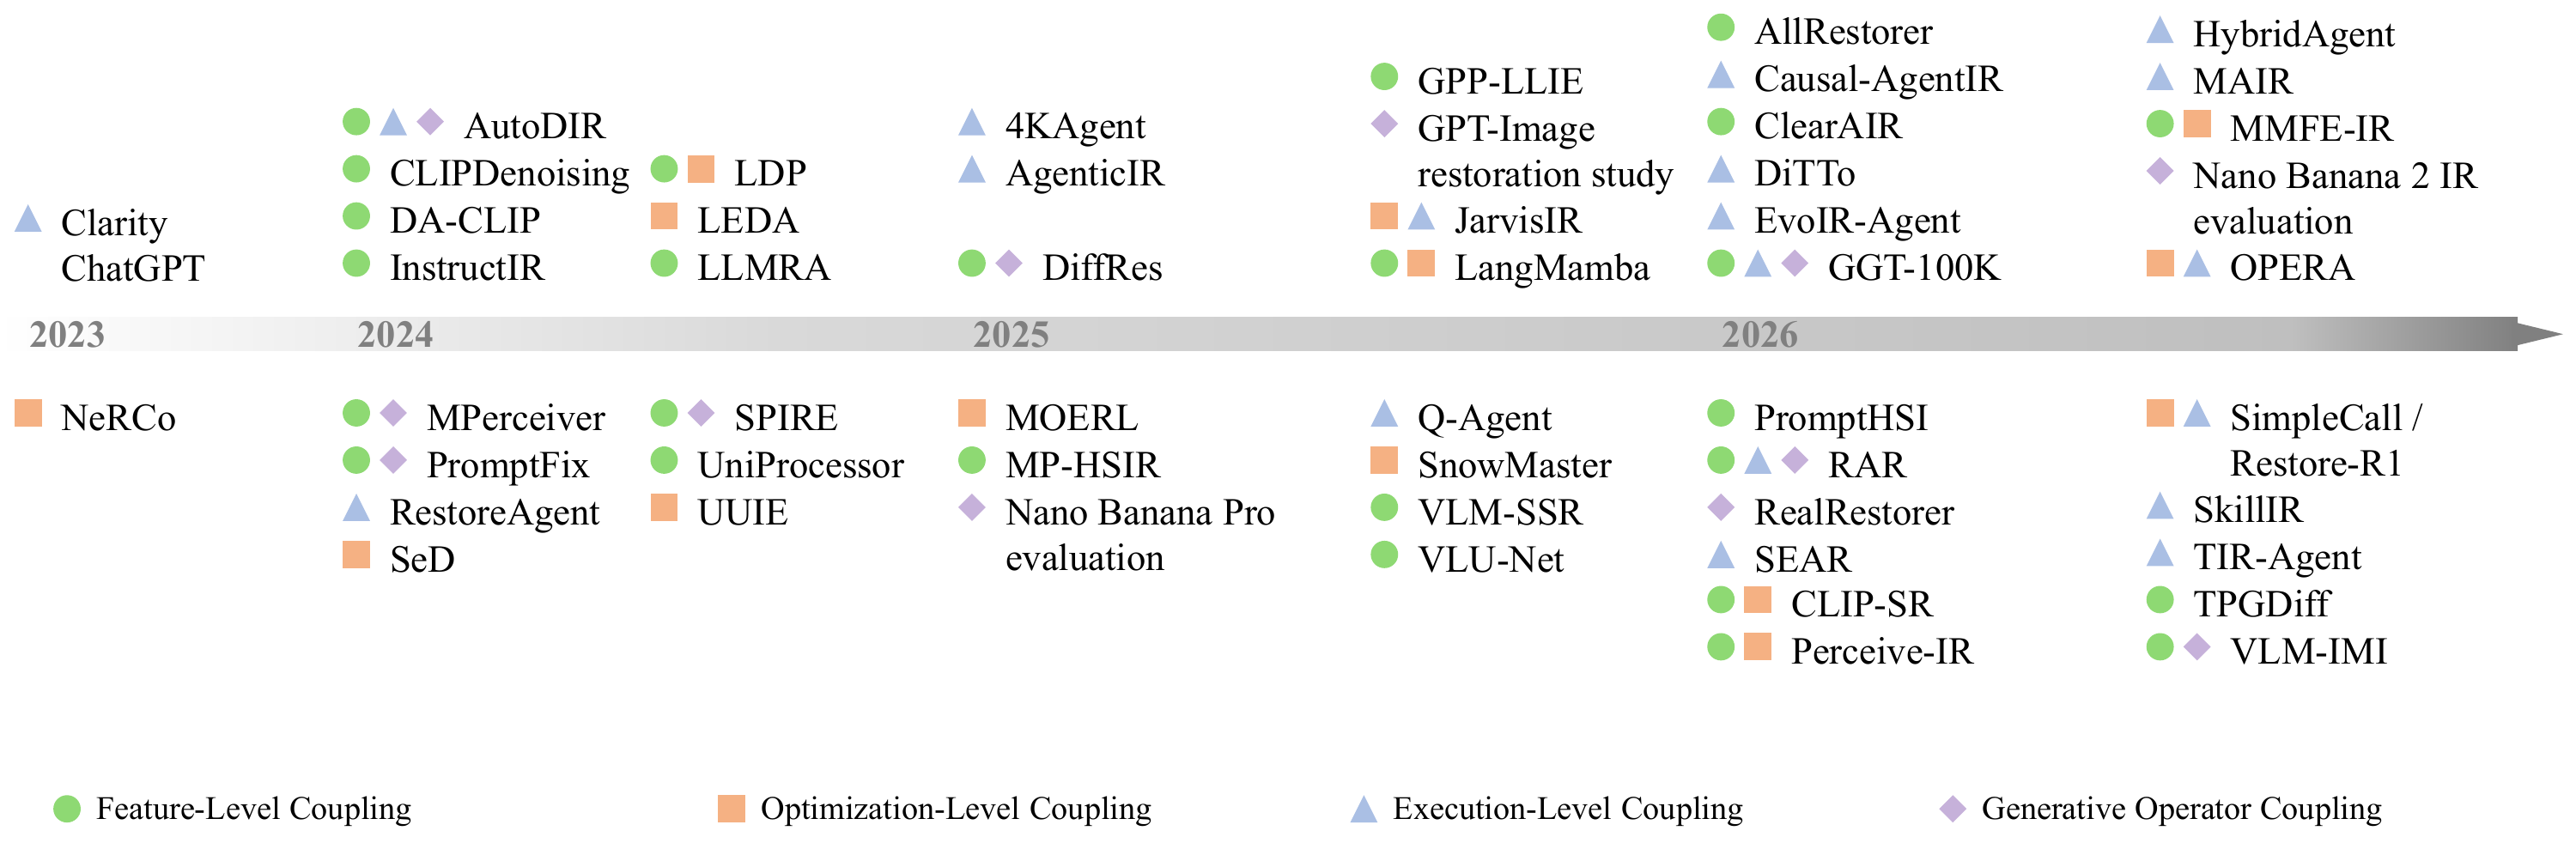 Clarity
ChatGPT
AutoDIR
CLIPDenoising
DA-CLIP
InstructIR
LDP
LEDA
LLMRA
4KAgent
AgenticIR
DiffRes
GPP-LLIE
GPT-Image
restoration study
JarvisIR
LangMamba
AllRestorer
Causal-AgentIR
ClearAIR
DiTTo
EvoIR-Agent
GGT-100K
HybridAgent
MAIR
MMFE-IR
Nano Banana 2 IR
evaluation
OPERA
2023 2024 2025 2026
NeRCo
MPerceiver
PromptFix
RestoreAgent
SeD
SPIRE
UniProcessor
UUIE
MOERL
MP-HSIR
Nano Banana Pro
evaluation
Q-Agent
SnowMaster
VLM-SSR
VLU-Net
PromptHSI
RAR
RealRestorer
SEAR
CLIP-SR
Perceive-IR
SimpleCall /
Restore-R1
SkillIR
TIR-Agent
TPGDiff
VLM-IMI
Feature-Level Coupling
Optimization-Level Coupling
Execution-Level Coupling
Generative Operator Coupling